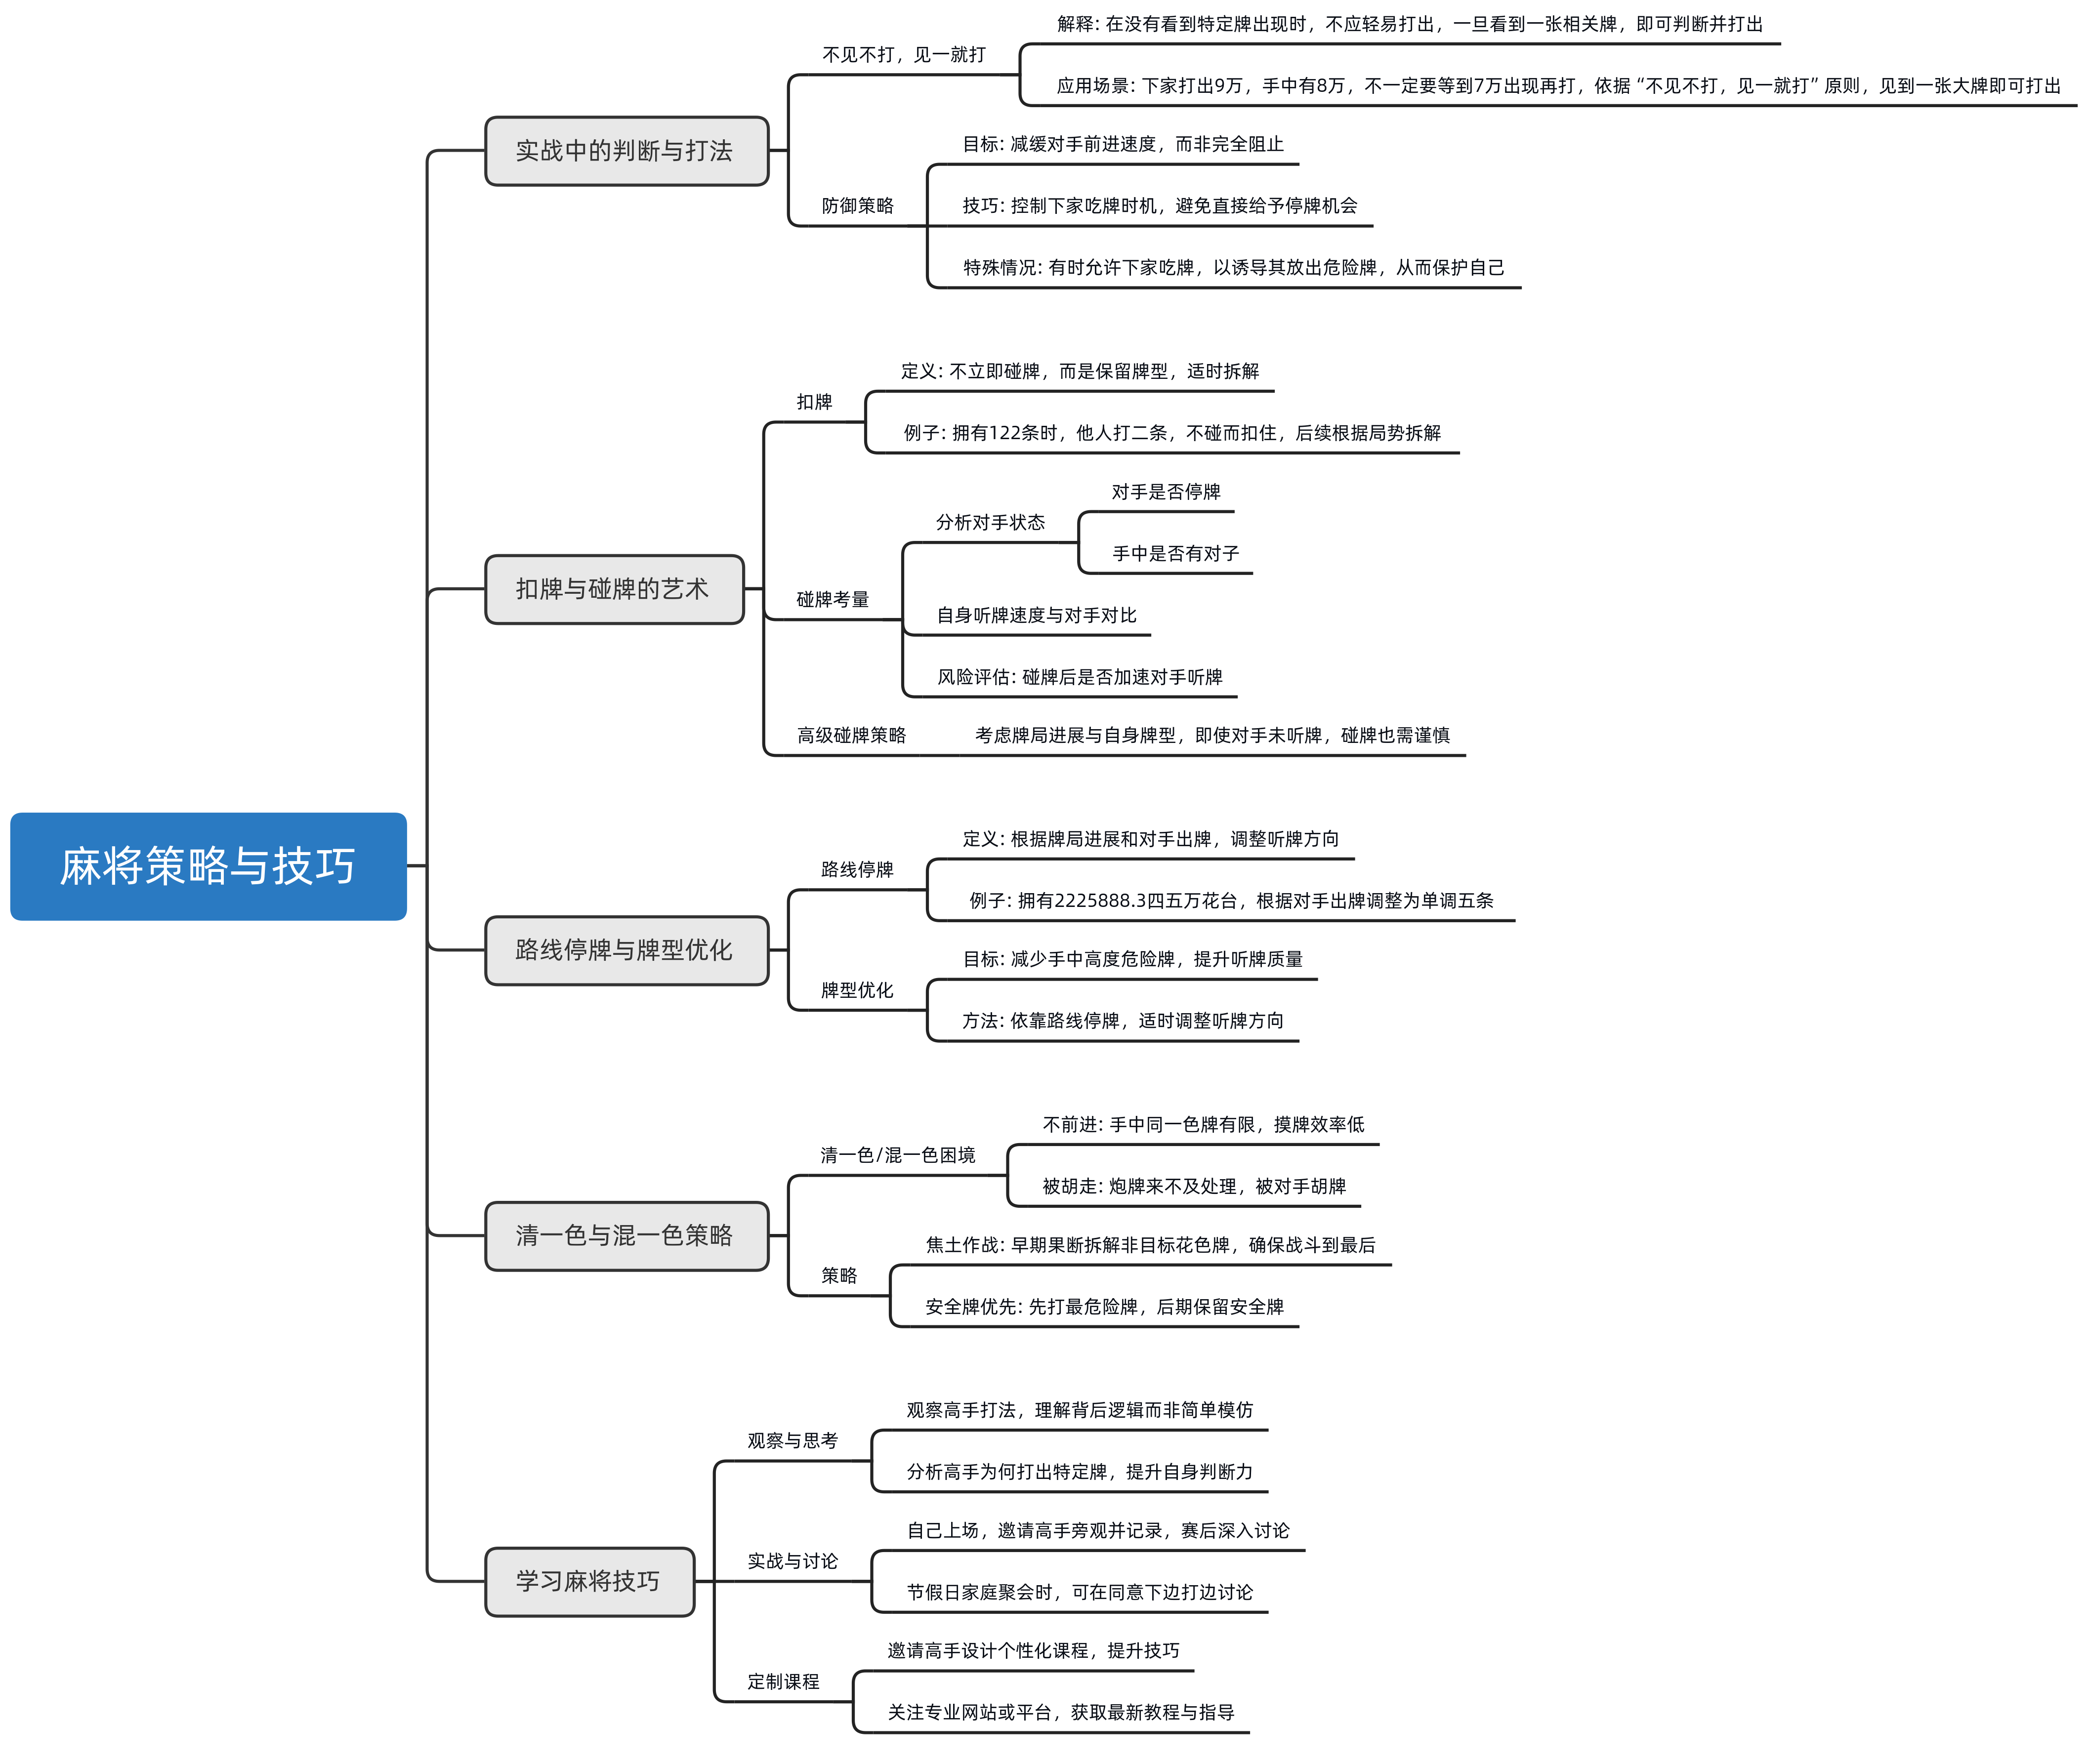 麻将策略与技巧
实战中的判断与打法
不见不打，见一就打
解释：在没有看到特定牌出现时，不应轻易打出，一旦看到一张相关牌，即可判断并打出
应用场景：下家打出9万，手中有8万，不一定要等到7万出现再打，依据“不见不打，见一就打”原则，见到一张大牌即可打出
防御策略
目标：减缓对手前进速度，而非完全阻止
技巧：控制下家吃牌时机，避免直接给予停牌机会
特殊情况：有时允许下家吃牌，以诱导其放出危险牌，从而保护自己
扣牌与碰牌的艺术
扣牌
定义：不立即碰牌，而是保留牌型，适时拆解
例子：拥有122条时，他人打二条，不碰而扣住，后续根据局势拆解
碰牌考量
分析对手状态
对手是否停牌
手中是否有对子
自身听牌速度与对手对比
风险评估：碰牌后是否加速对手听牌
高级碰牌策略
考虑牌局进展与自身牌型，即使对手未听牌，碰牌也需谨慎
路线停牌与牌型优化
路线停牌
定义：根据牌局进展和对手出牌，调整听牌方向
例子：拥有2225888.3四五万花台，根据对手出牌调整为单调五条
牌型优化
目标：减少手中高度危险牌，提升听牌质量
方法：依靠路线停牌，适时调整听牌方向
清一色与混一色策略
清一色/混一色困境
不前进：手中同一色牌有限，摸牌效率低
被胡走：炮牌来不及处理，被对手胡牌
策略
焦土作战：早期果断拆解非目标花色牌，确保战斗到最后
安全牌优先：先打最危险牌，后期保留安全牌
学习麻将技巧
观察与思考
观察高手打法，理解背后逻辑而非简单模仿
分析高手为何打出特定牌，提升自身判断力
实战与讨论
自己上场，邀请高手旁观并记录，赛后深入讨论
节假日家庭聚会时，可在同意下边打边讨论
定制课程
邀请高手设计个性化课程，提升技巧
关注专业网站或平台，获取最新教程与指导